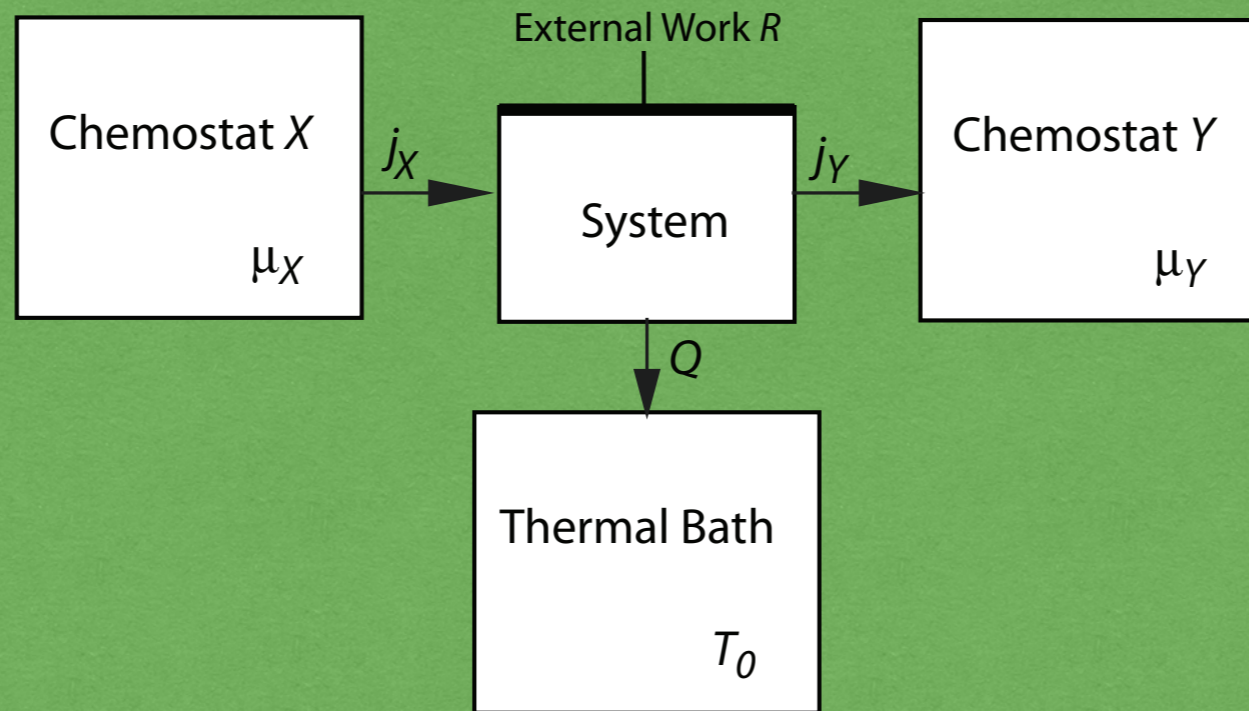 External Work R
Chemostat X
j_X
Chemostat Y
j_Y
System
μ_X
μ_Y
Q
Thermal Bath
T_0